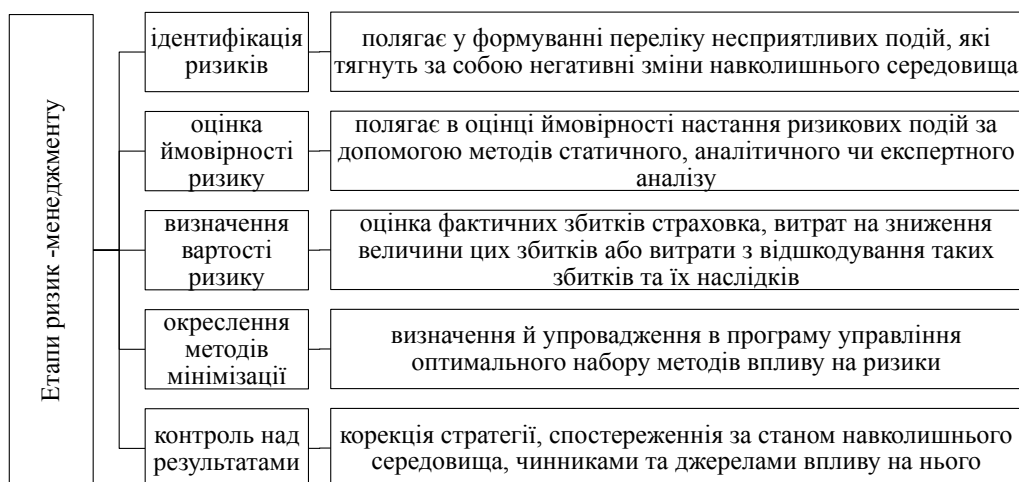 Етапи ризик -менеджменту
ідентифікація
ризиків
полягає у формуванні переліку несприятливих подій, які
тягнуть за собою негативні зміни навколишнього середовища
оцінка
ймовірності
ризику
полягає в оцінці ймовірності настання ризикових подій за
допомогою методів статичного, аналітичного чи експертного
аналізу
визначення
вартості
ризику
оцінка фактичних збитків страховка, витрат на зниження
величини цих збитків або витрати з відшкодування таких
збитків та їх наслідків
окреслення
методів
мінімізації
визначення й упровадження в програму управління
оптимального набору методів впливу на ризики
контроль над
результатами
корекція стратегії, спостереженнія за станом навколишнього
середовища, чинниками та джерелами впливу на нього